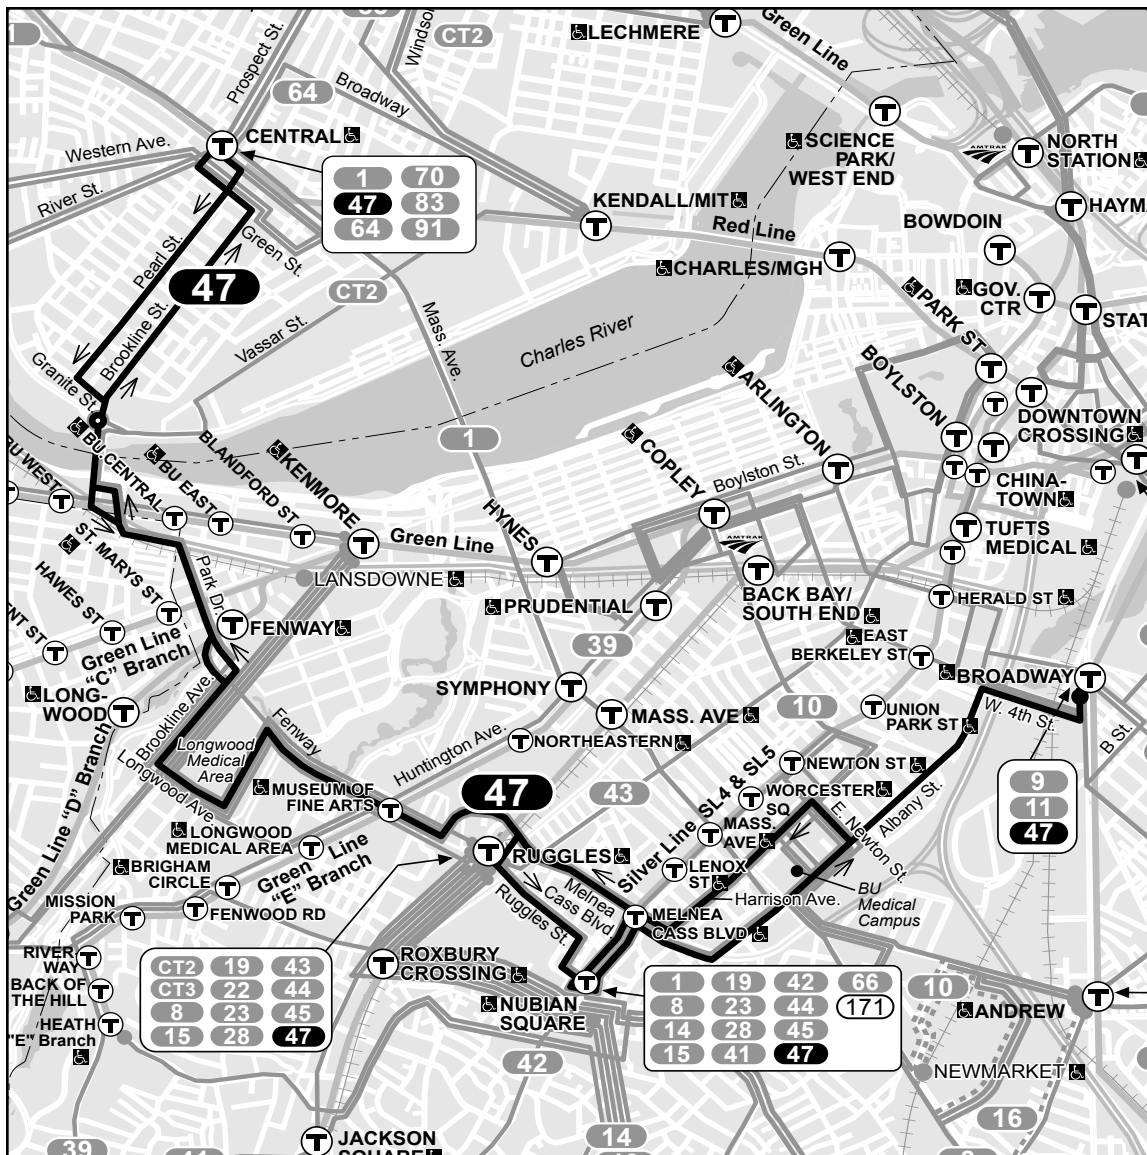 CT2
LECHMERE
Green Line
Prospect St.
Windsor
64
Broadway
Western Ave.
CENTRAL
River St.
1 70
47 83
64 91
SCIENCE
PARK/
WEST END
AMTRAK
NORTH
STATION
KENDALL/MIT
Red Line
BOWDOIN
HAYM
CHARLES/MGH
GOV.
CTR
PARK ST
STAT
Pearl St.
Green St.
47
CT2
Brookline St.
Vassar St.
Mass. Ave.
Charles River
Granite St.
ARLINGTON
BOYLSTON
DOWNTOWN
CROSSING
1
BU WEST
BU CENTRAL
BU EAST
BLANDFORD ST
KENMORE
HYNES
COPLEY
Boylston St.
CHINA-
TOWN
Green Line
AMTRAK
TUFTS
MEDICAL
ST. MARYS ST
HAWES ST
ENT ST
Park Dr.
LANSDOWNE
BACK BAY/
SOUTH END
PRUDENTIAL
HERALD ST
FENWAY
Green Line
"C" Branch
39
EAST
BERKELEY ST
LONG-
WOOD
SYMPHONY
BROADWAY
MASS. AVE
10
UNION
PARK ST
W. 4th St.
B St.
Brookline Ave.
Longwood Ave.
Longwood
Medical
Area
Fenway
Huntington Ave.
NORTHEASTERN
Green Line "D" Branch
MUSEUM OF
FINE ARTS
47
43
Silver Line SL4 & SL5
NEWTON ST
WORCESTER
SQ
MASS.
AVE
E. Newton St.
Albany St.
9
11
47
LONGWOOD
MEDICAL AREA
BRIGHAM
CIRCLE
Green Line
"E" Branch
RUGGLES
LENOX
ST
Harrison Ave.
BU
Medical
Campus
MISSION
PARK
FENWOOD RD
Ruggles St.
Melnea
Cass Blvd.
MELNEA
CASS BLVD
RIVER
WAY
BACK OF
THE HILL
HEATH
"E" Branch
CT2 19 43
CT3 22 44
8 23 45
15 28 47
ROXBURY
CROSSING
NUBIAN
SQUARE
1 19 42 66
8 23 44 171
14 28 45
15 41 47
10
ANDREW
42
NEWMARKET
16
14
39
JACKSON
SQUARE